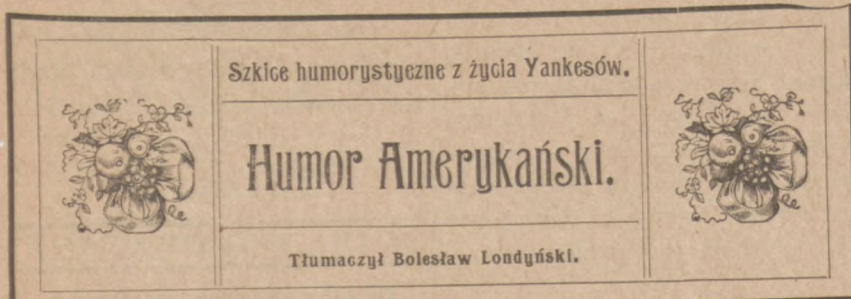 Szkice humorystyczne z życia Yankesów.
Humor Amerykański.
Tłumaczył Bolesław Londyński.